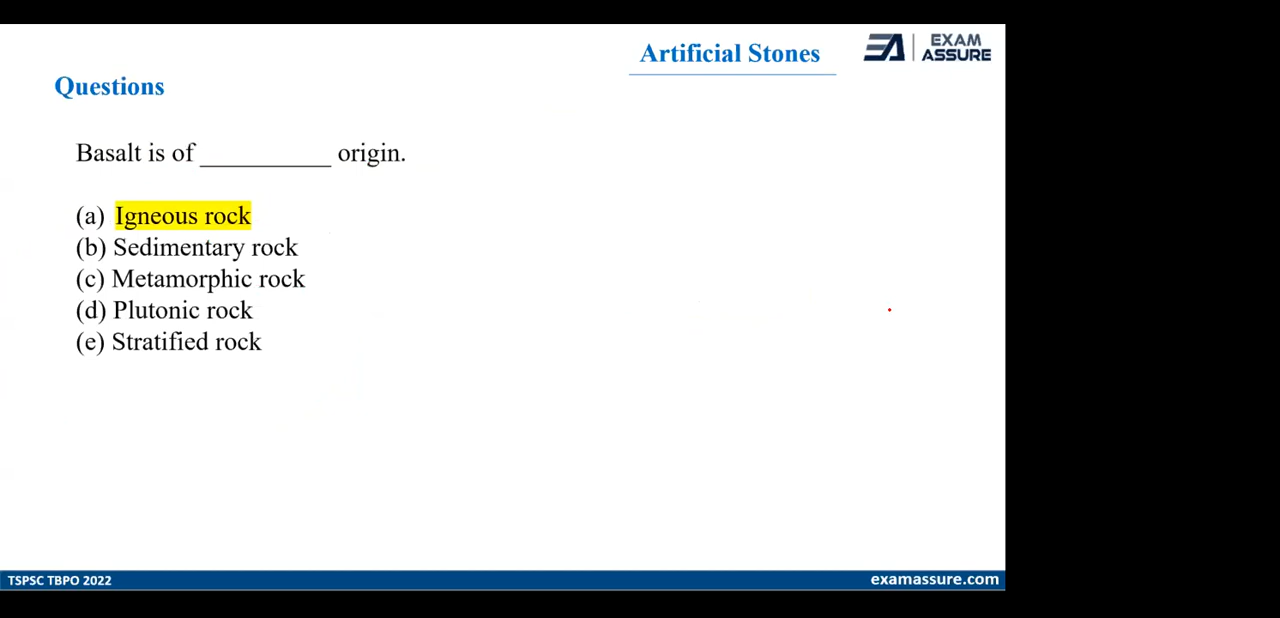 Artificial Stones
EXAM
ASSURE
Questions
Basalt is of __________ origin.
(a) Igneous rock
(b) Sedimentary rock
(c) Metamorphic rock
(d) Plutonic rock
(e) Stratified rock
TSPSC TBPO 2022
examassure.com